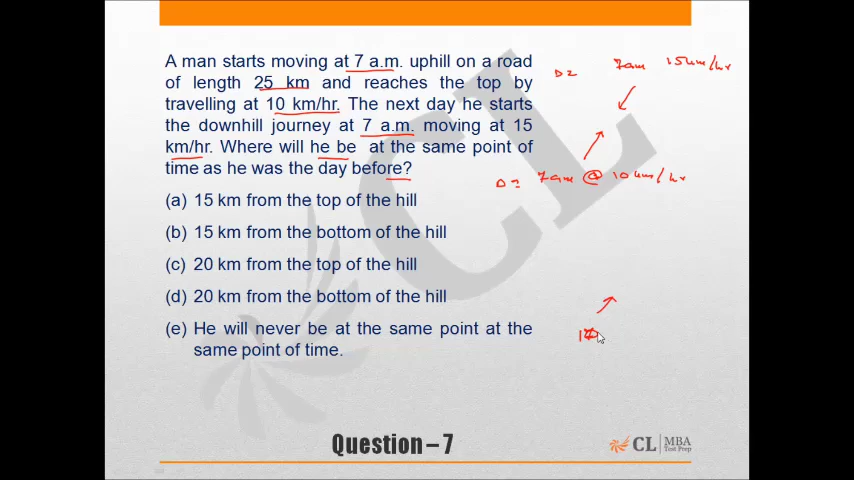 A man starts moving at 7 a.m. uphill on a road
of length 25 km and reaches the top by
travelling at 10 km/hr. The next day he starts
the downhill journey at 7 a.m. moving at 15
km/hr. Where will he be at the same point of
time as he was the day before?
(a) 15 km from the top of the hill
(b) 15 km from the bottom of the hill
(c) 20 km from the top of the hill
(d) 20 km from the bottom of the hill
(e) He will never be at the same point at the
same point of time.
7am 15km/hr
7am @ 10km/hr
CL
Question – 7
CL MBA
Test Prep